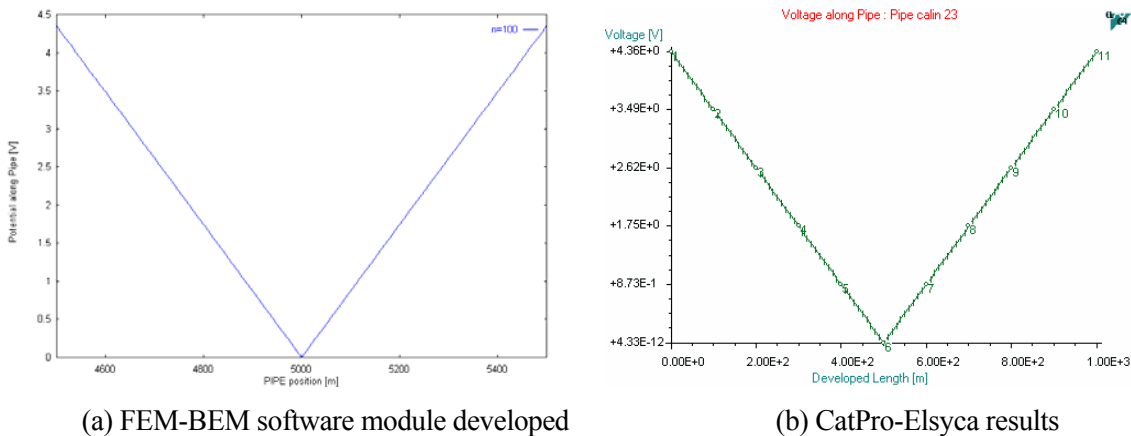 4.5
4
3.5
3
2.5
2
1.5
1
0.5
0
Potential along Pipe [V]
n=100
4600
4800
5000
5200
5400
PIPE position [m]
(a) FEM-BEM software module developed
Voltage along Pipe : Pipe calin 23
Voltage [V]
+4.36E+0
+3.49E+0
+2.62E+0
+1.75E+0
+8.73E-1
+4.33E-12
1
2
3
4
5
6
7
8
9
10
11
0.00E+0
2.00E+2
4.00E+2
6.00E+2
8.00E+2
1.00E+3
Developed Length [m]
(b) CatPro-Elsyca results